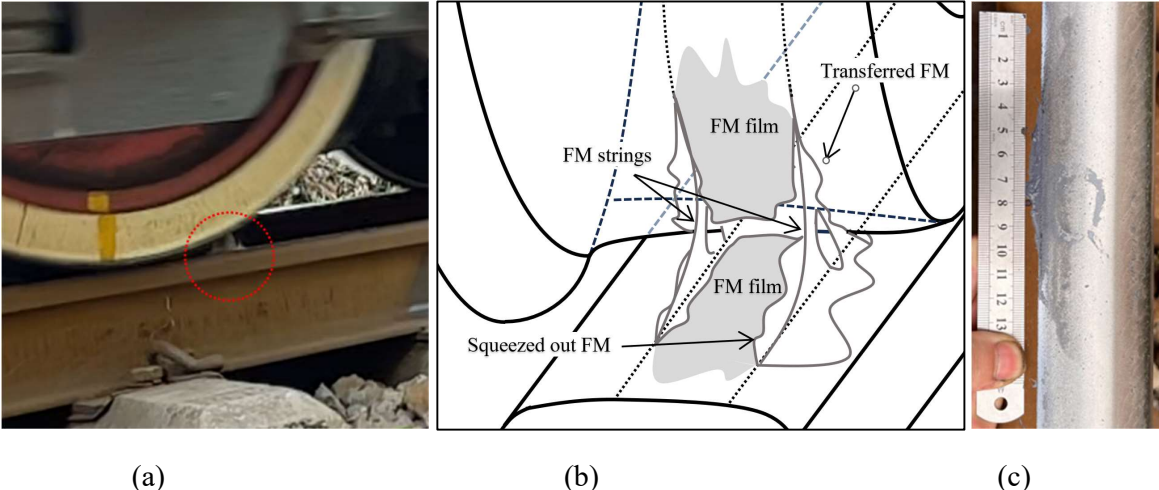 FM film
Transferred FM
FM strings
FM film
Squeezed out FM
cm 1
2
3
4
5
6
7
8
9
10
11
12
13
(a)
(b)
(c)